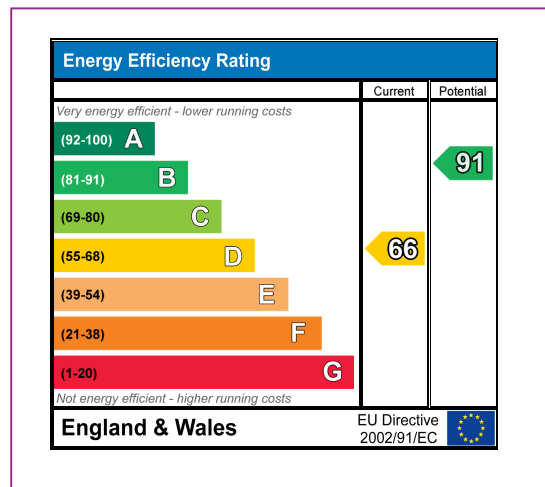 Energy Efficiency Rating
Current Potential
Very energy efficient - lower running costs
(92-100) A
(81-91) B
(69-80) C
(55-68) D
(39-54) E
(21-38) F
(1-20) G
91
66
Not energy efficient - higher running costs
England & Wales
EU Directive
2002/91/EC